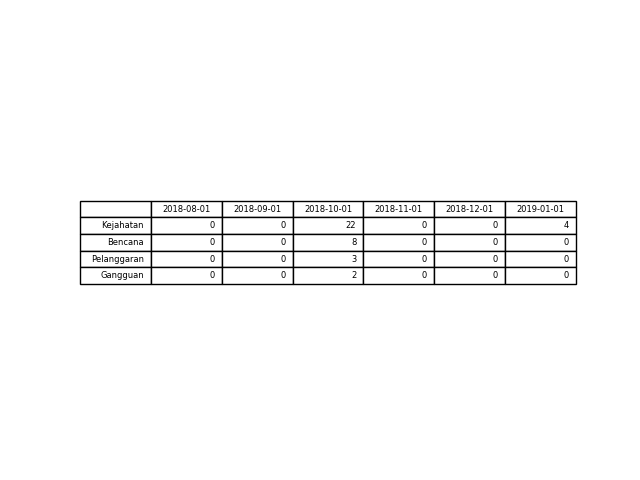 2018-08-01 2018-09-01 2018-10-01 2018-11-01 2018-12-01 2019-01-01
Kejahatan 0 0 22 0 0 4
Bencana 0 0 8 0 0 0
Pelanggaran 0 0 3 0 0 0
Gangguan 0 0 2 0 0 0